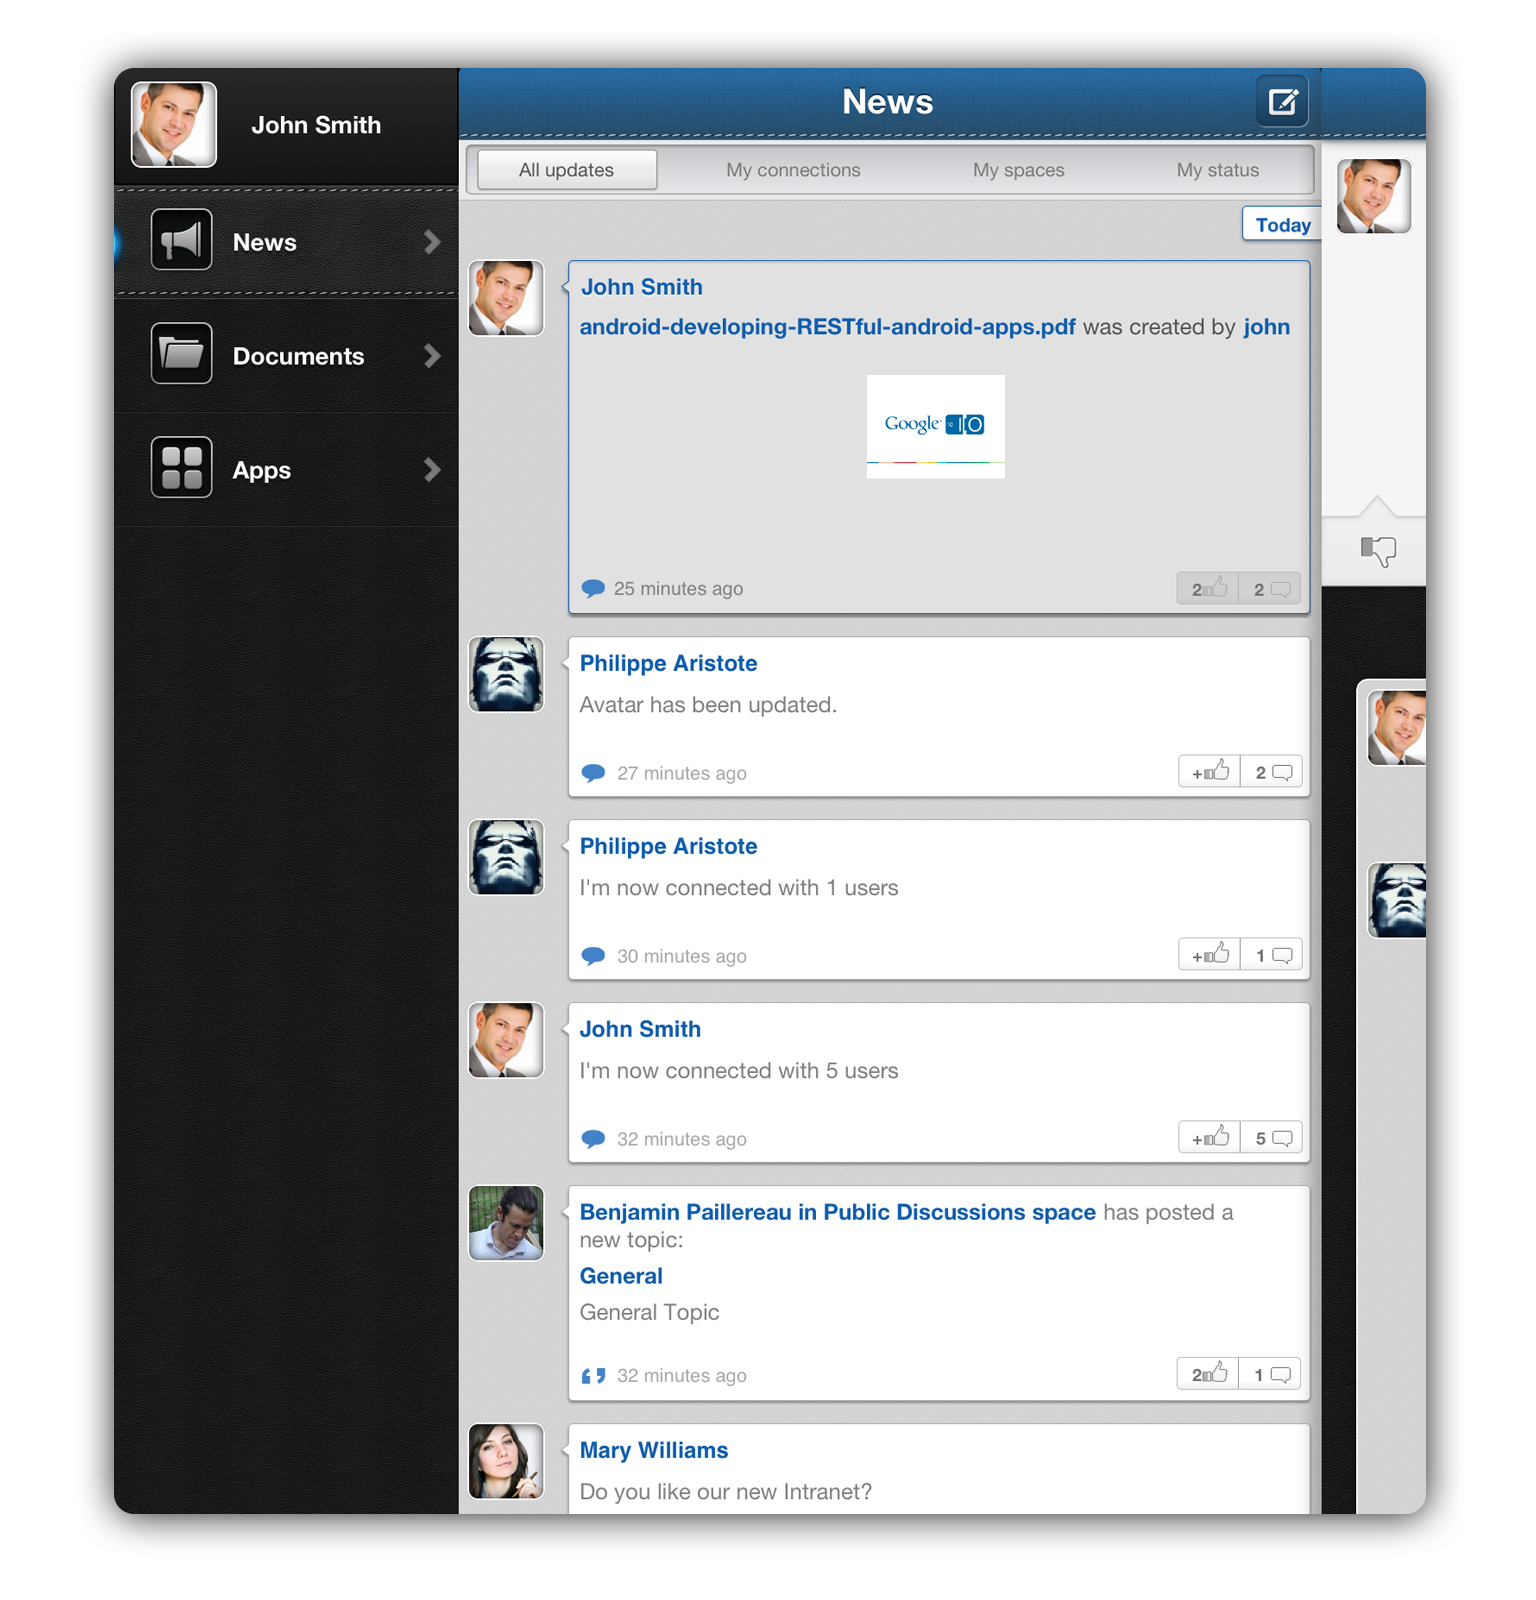 John Smith
News
Documents
Apps
News
All updates My connections My spaces My status
Today
John Smith
android-developing-RESTful-android-apps.pdf was created by john
Google IO
25 minutes ago 2 2
Philippe Aristote
Avatar has been updated.
27 minutes ago + 2
Philippe Aristote
I'm now connected with 1 users
30 minutes ago + 1
John Smith
I'm now connected with 5 users
32 minutes ago + 5
Benjamin Paillereau in Public Discussions space has posted a
new topic:
General
General Topic
32 minutes ago 2 1
Mary Williams
Do you like our new Intranet?